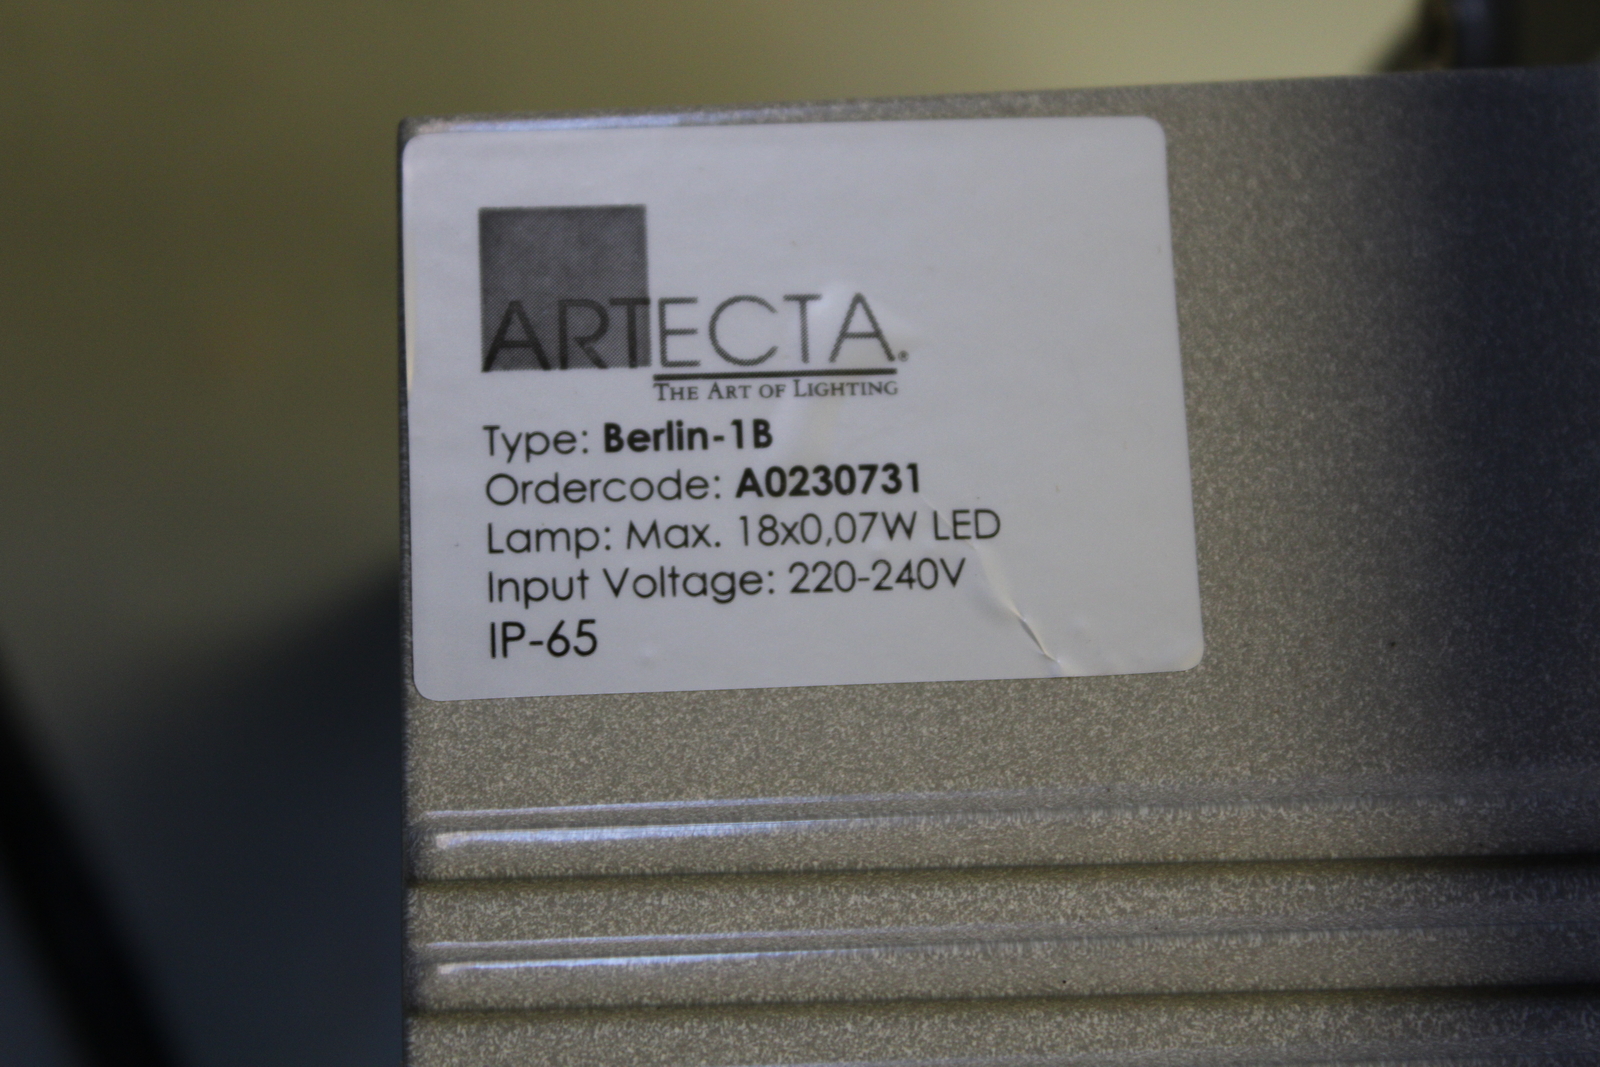 ARTECTA®
THE ART OF LIGHTING
Type: Berlin-1B
Ordercode: A0230731
Lamp: Max. 18x0,07W LED
Input Voltage: 220-240V
IP-65